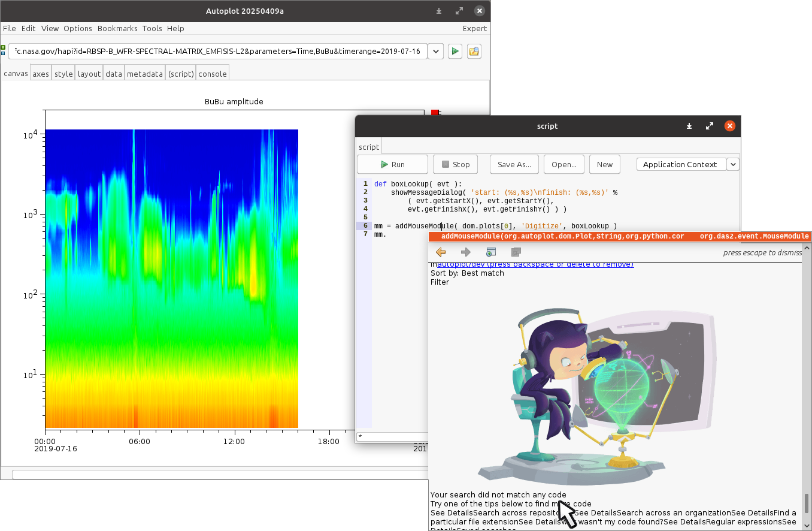 Autoplot 20250409a
File Edit View Options Bookmarks Tools Help Expert
c.nasa.gov/hapi?id=RBSP-B_WFR-SPECTRAL-MATRIX_EMFISIS-L2&parameters=Time,BuBu&timerange=2019-07-16
canvas axes style layout data metadata (script) console
BuBu amplitude
10^4
10^3
10^2
10^1
00:00 06:00 12:00 18:00
2019-07-16
script
script
Run Stop Save As... Open... New Application Context
1 def boxLookup( evt ):
2 showMessageDialog( 'start: (%s,%s)\nfinish: (%s,%s)' %
3 ( evt.getStartX(), evt.getStartY(),
4 evt.getFinishX(), evt.getFinishY() ) )
5
6 mm = addMouseModule( dom.plots[0], 'Digitize', boxLookup )
7 mm.
addMouseModule(org.autoplot.dom.Plot,String,org.python.cor org.das2.event.MouseModule
press escape to dismiss
autoplot/dev(press backspace or delete to remove)
Sort by: Best match
Filter
Your search did not match any code
Try one of the tips below to find code
See DetailsSearch across See DetailsSearch across an organizationSee DetailsFind a
particular file extensionSee wasn't my code found?See DetailsRegular expressionsSee